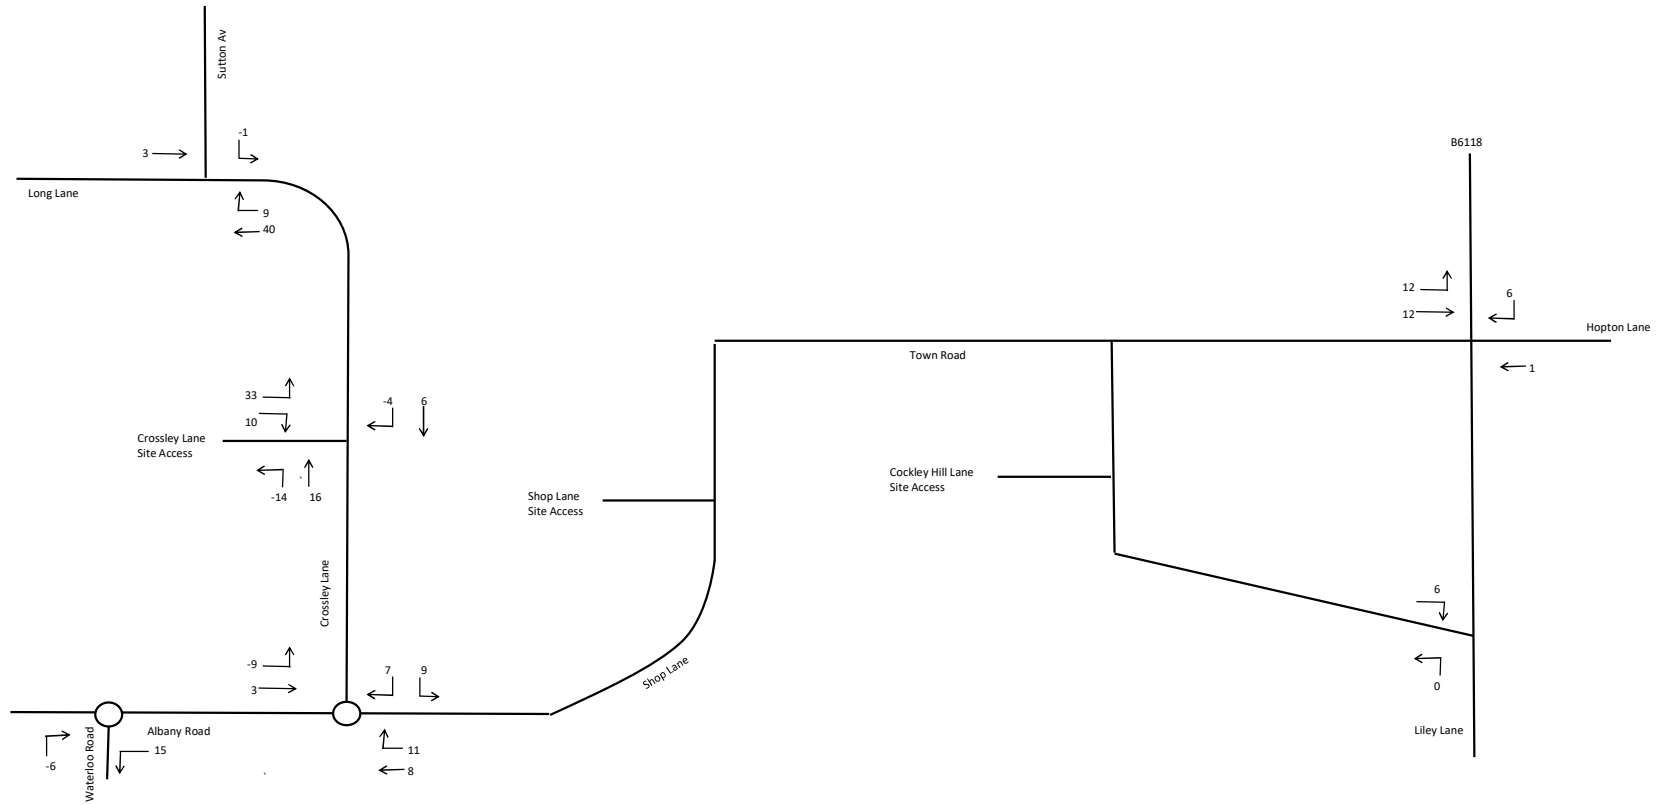 Sutton Av
-1
3
B6118
Long Lane
9
40
12
6
12
Hopton Lane
Town Road
1
33
-4
6
10
Crossley Lane
Site Access
Cockley Hill Lane
Site Access
-14
16
Shop Lane
Site Access
Crossley Lane
6
-9
7
9
3
Shop Lane
0
Waterloo Road
Albany Road
15
-6
11
8
Liley Lane